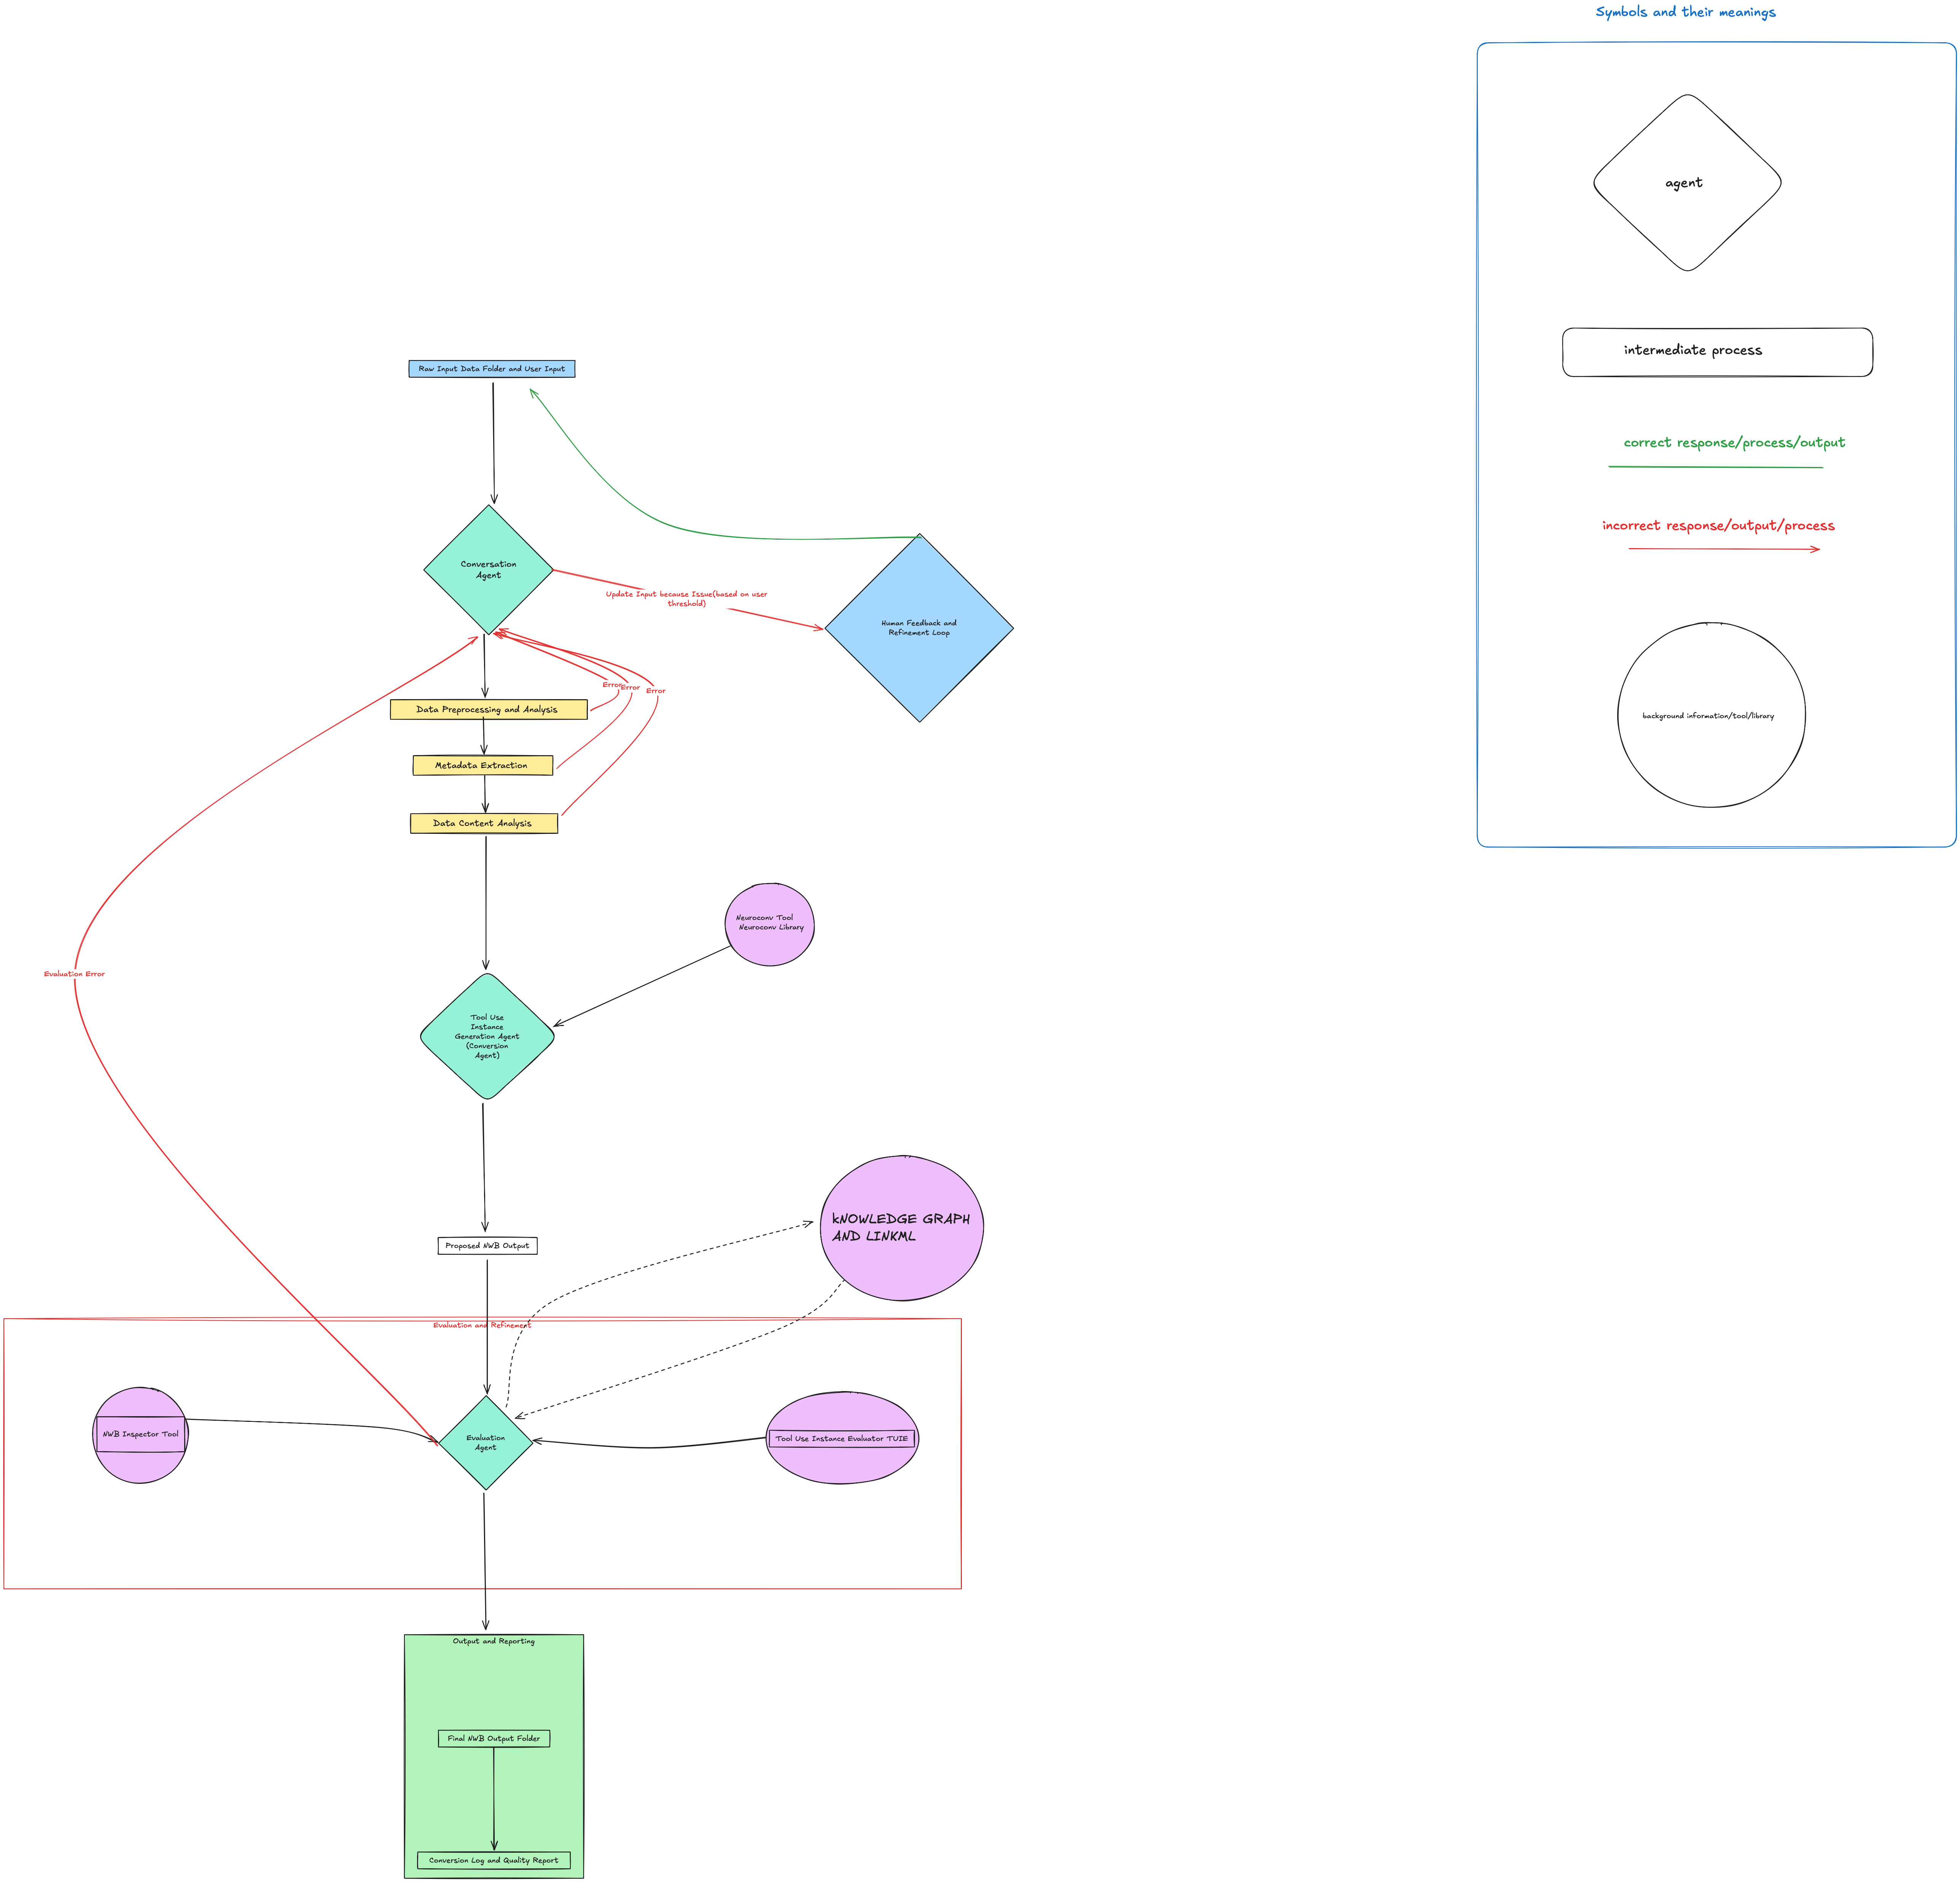 Symbols and their meanings
agent
intermediate process
correct response/process/output
incorrect response/output/process
background information/tool/library
Raw Input Data Folder and User Input
Conversation
Agent
Update Input because Issue(based on user
threshold)
Human Feedback and
Refinement Loop
Error
Error
Error
Data Preprocessing and Analysis
Metadata Extraction
Data Content Analysis
Neuroconv Tool
Neuroconv Library
Evaluation Error
Tool Use
Instance
Generation Agent
(Conversion
Agent)
kNOWLEDGE GRAPH
AND LINKML
Proposed NWB Output
Evaluation and Refinement
NWB Inspector Tool
Evaluation
Agent
Tool Use Instance Evaluator TUIE
Output and Reporting
Final NWB Output Folder
Conversion Log and Quality Report